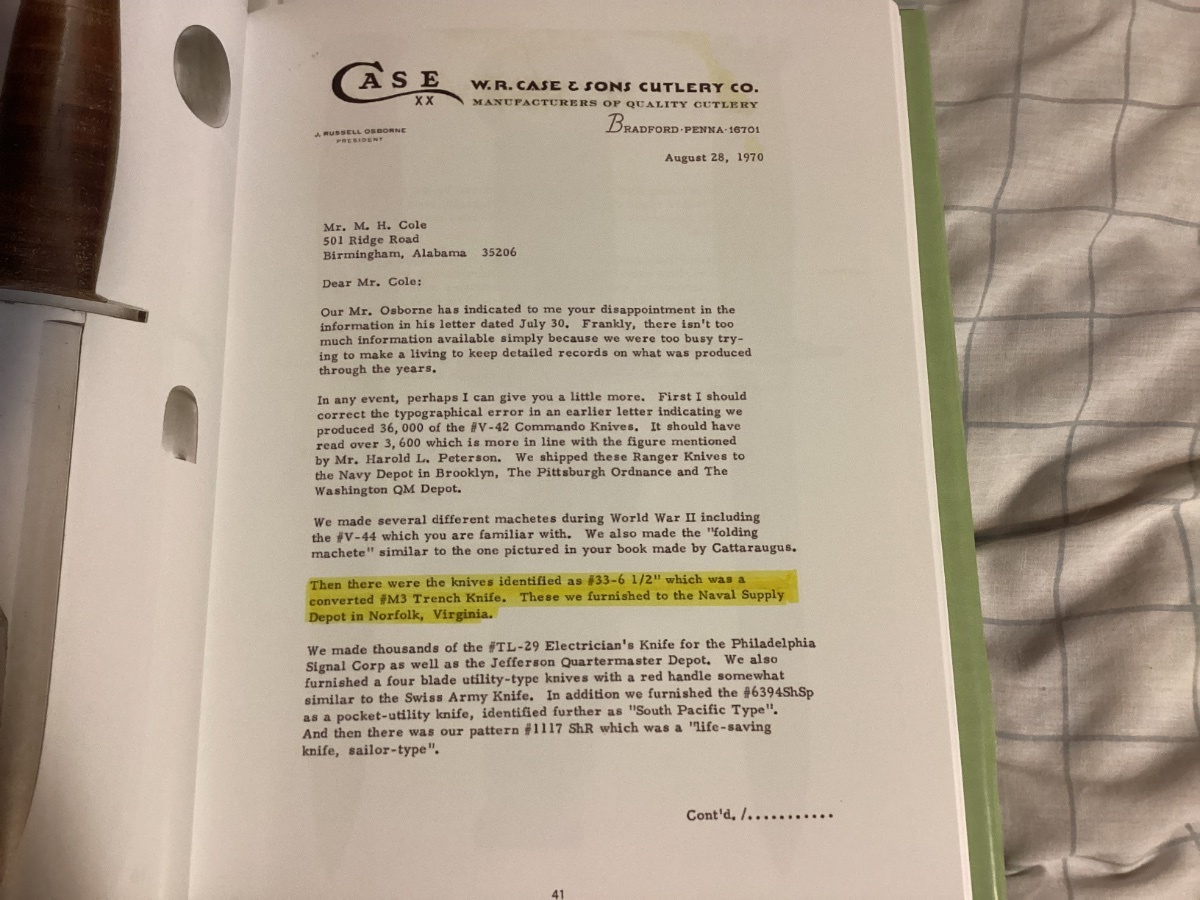 CASE
XX
W.R. CASE & SONS CUTLERY CO.
MANUFACTURERS OF QUALITY CUTLERY
BRADFORD·PENNA·16701
J. RUSSELL OSBORNE
PRESIDENT
August 28, 1970
Mr. M. H. Cole
501 Ridge Road
Birmingham, Alabama 35206
Dear Mr. Cole:
Our Mr. Osborne has indicated to me your disappointment in the
information in his letter dated July 30. Frankly, there isn't too
much information available simply because we were too busy try-
ing to make a living to keep detailed records on what was produced
through the years.
In any event, perhaps I can give you a little more. First I should
correct the typographical error in an earlier letter indicating we
produced 36,000 of the #V-42 Commando Knives. It should have
read over 3,600 which is more in line with the figure mentioned
by Mr. Harold L. Peterson. We shipped these Ranger Knives to
the Navy Depot in Brooklyn, The Pittsburgh Ordnance and The
Washington QM Depot.
We made several different machetes during World War II including
the #V-44 which you are familiar with. We also made the "folding
machete" similar to the one pictured in your book made by Cattaraugus.
Then there were the knives identified as #33-6 1/2" which was a
converted #M3 Trench Knife. These we furnished to the Naval Supply
Depot in Norfolk, Virginia.
We made thousands of the #TL-29 Electrician's Knife for the Philadelphia
Signal Corp as well as the Jefferson Quartermaster Depot. We also
furnished a four blade utility-type knives with a red handle somewhat
similar to the Swiss Army Knife. In addition we furnished the #6394ShSp
as a pocket-utility knife, identified further as "South Pacific Type".
And then there was our pattern #1117 ShR which was a "life-saving
knife, sailor-type".
Cont'd. /...........
41